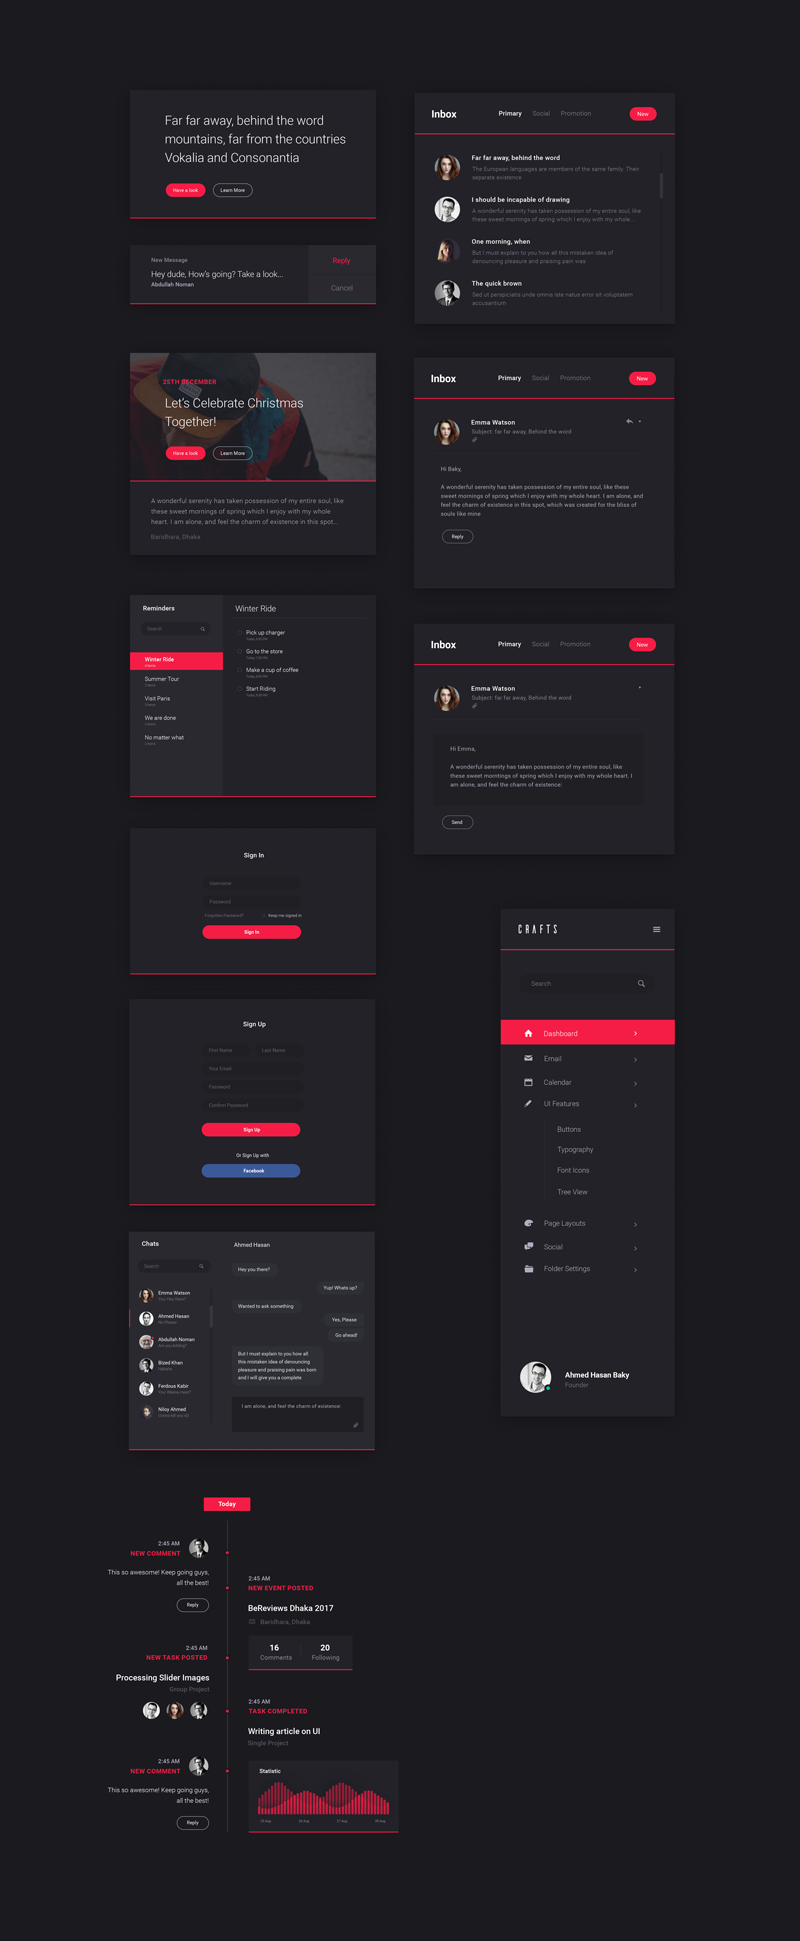 Far far away, behind the word
mountains, far from the countries
Vokalia and Consonantia
Have a look
Learn More
New Message
Hey dude, How's going? Take a look...
Abdullah Noman
Reply
Cancel
25TH DECEMBER
Let's Celebrate Christmas
Together!
Have a look
Learn More
A wonderful serenity has taken possession of my entire soul, like
these sweet mornings of spring which I enjoy with my whole
heart. I am alone, and feel the charm of existence in this spot...
Baridhara, Dhaka
Reminders
Search
Winter Ride
Summer Tour
Visit Paris
We are done
No matter what
Winter Ride
Pick up charger
Go to the store
Make a cup of coffee
Start Riding
Sign In
Username
Password
Forgotten Password?
Keep me signed in
Sign In
Sign Up
First Name
Last Name
Your Email
Password
Confirm Password
Sign Up
Or Sign Up with
Facebook
Chats
Search
Emma Watson
Ahmed Hasan
Abdullah Noman
Bized Khan
Ferdous Kabir
Niloy Ahmed
Ahmed Hasan
Hey you there?
Yup! Whats up?
Wanted to ask something
Yes, Please
Go ahead!
But I must explain to you how all
this mistaken idea of denouncing
pleasure and praising pain was born
and I will give you a complete
I am alone, and feel the charm of existence!
Inbox
Primary
Social
Promotion
New
Far far away, behind the word
The European languages are members of the same family. Their
separate existence
I should be incapable of drawing
A wonderful serenity has taken possession of my entire soul, like
these sweet mornings of spring which I enjoy with my whole...
One morning, when
But I must explain to you how all this mistaken idea of
denouncing pleasure and praising pain was
The quick brown
Sed ut perspiciatis unde omnis iste natus error sit voluptatem
accusantium
Inbox
Primary
Social
Promotion
New
Emma Watson
Subject: far far away, Behind the word
Hi Baky,
A wonderful serenity has taken possession of my entire soul, like these
sweet mornings of spring which I enjoy with my whole heart. I am alone, and
feel the charm of existence in this spot, which was created for the bliss of
souls like mine
Reply
Inbox
Primary
Social
Promotion
New
Emma Watson
Subject: far far away, Behind the word
Hi Emma,
A wonderful serenity has taken possession of my entire soul, like
these sweet morntings of spring which I enjoy with my whole heart. I
am alone, and feel the charm of existence!
Send
CRAFTS
Search
Dashboard
Email
Calendar
UI Features
Buttons
Typography
Font Icons
Tree View
Page Layouts
Social
Folder Settings
Ahmed Hasan Baky
Founder
Today
2:45 AM
NEW COMMENT
This so awesome! Keep going guys,
all the best!
Reply
2:45 AM
NEW EVENT POSTED
BeReviews Dhaka 2017
Baridhara, Dhaka
16
Comments
20
Following
2:45 AM
NEW TASK POSTED
Processing Slider Images
Group Project
2:45 AM
TASK COMPLETED
Writing article on UI
Single Project
2:45 AM
NEW COMMENT
This so awesome! Keep going guys,
all the best!
Reply
Statistic